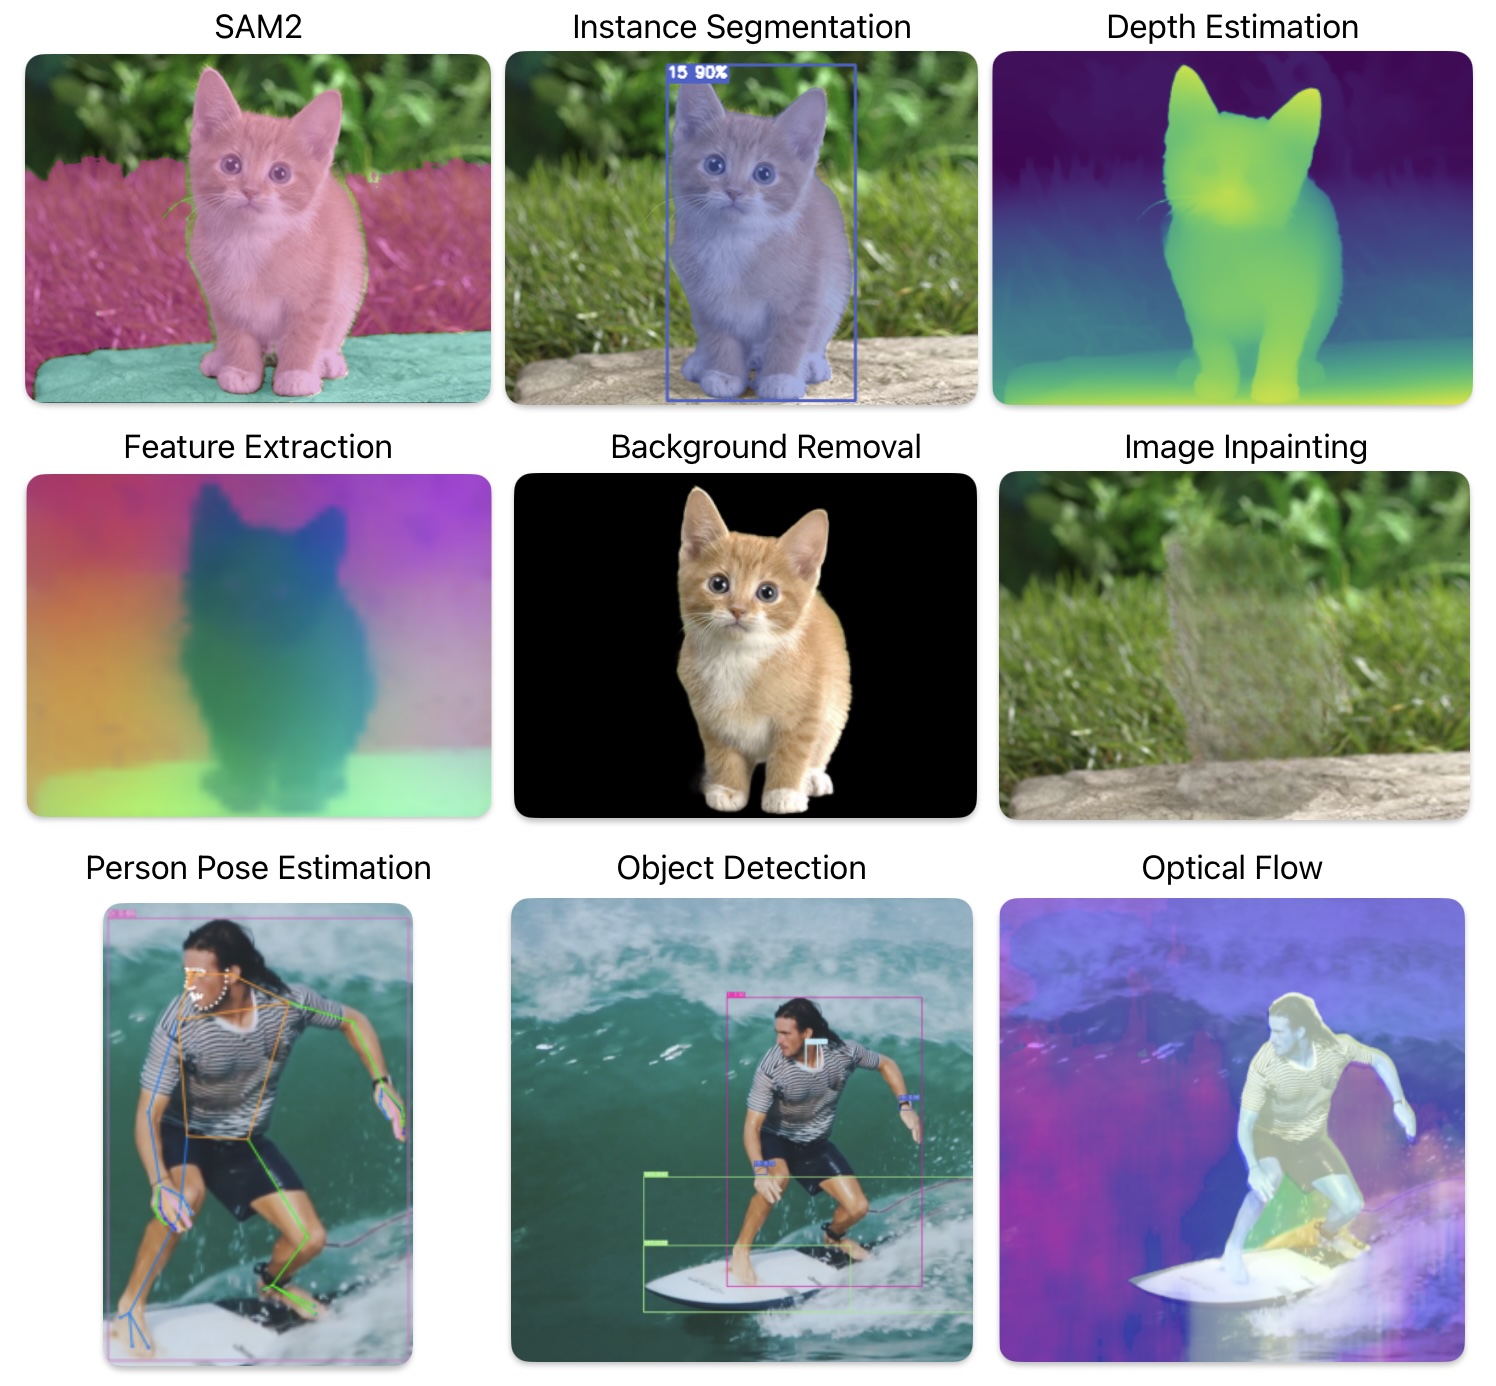 SAM2
Instance Segmentation
Depth Estimation
15 90%
Feature Extraction
Background Removal
Image Inpainting
Person Pose Estimation
Object Detection
Optical Flow